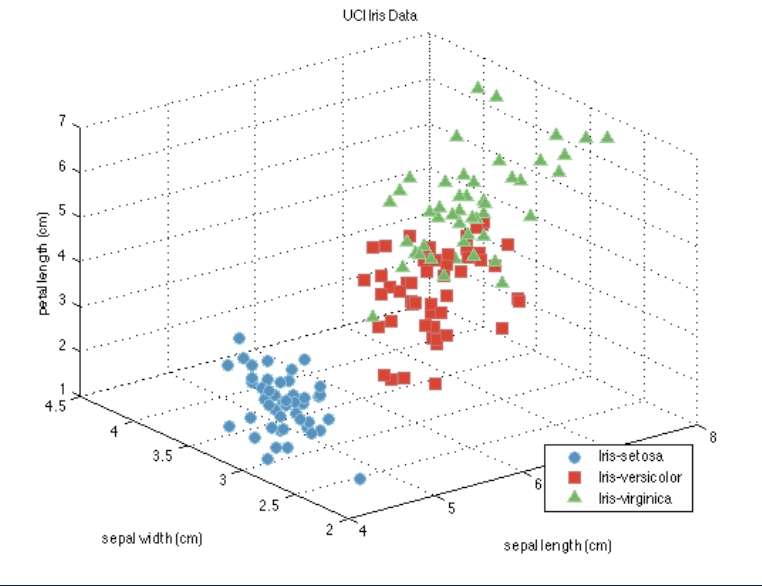 UCI Iris Data
7
6
5
4
3
2
1
petal length (cm)
4.5
4
3.5
3
2.5
2
sepal width (cm)
4
5
6
8
sepal length (cm)
Iris-setosa
Iris-versicolor
Iris-virginica